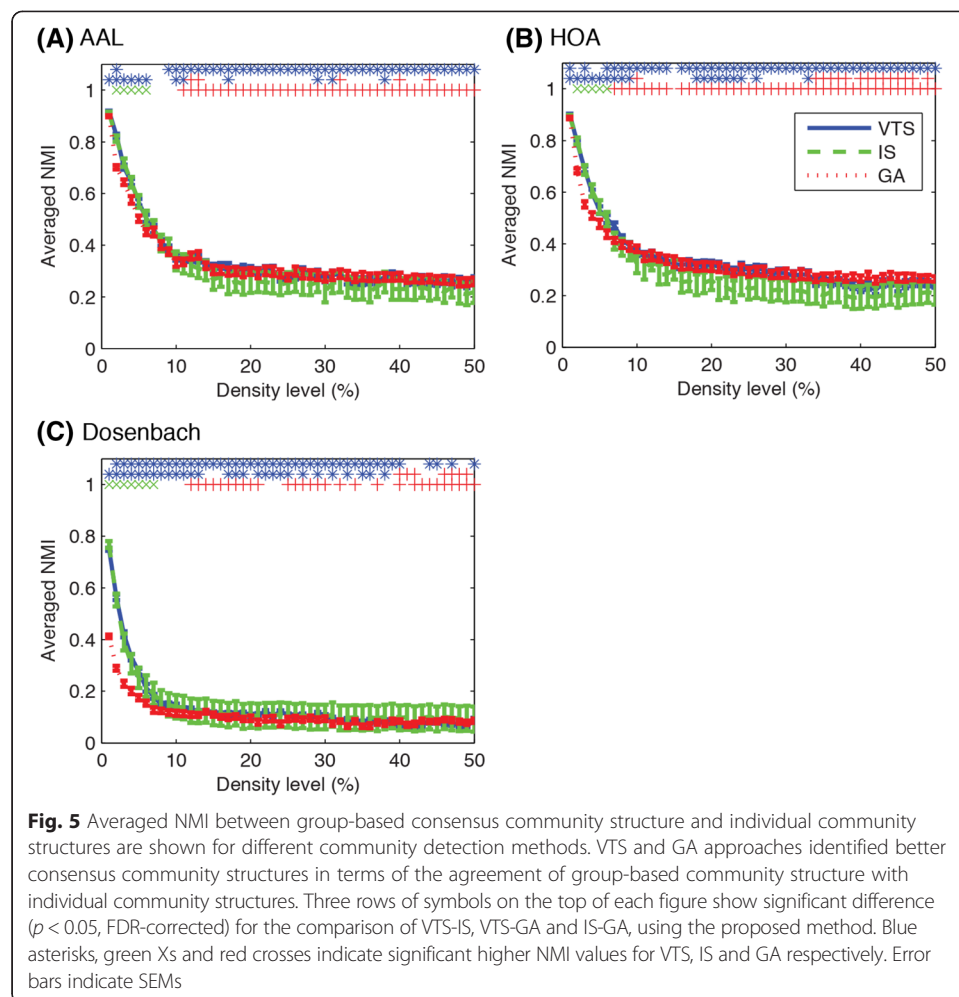 (A) AAL
(B) HOA
1
0.8
0.6
0.4
0.2
0
Averaged NMI
0 10 20 30 40 50
Density level (%)
1
0.8
0.6
0.4
0.2
0
Averaged NMI
VTS
IS
GA
0 10 20 30 40 50
Density level (%)
(C) Dosenbach
1
0.8
0.6
0.4
0.2
0
Averaged NMI
0 10 20 30 40 50
Density level (%)
Fig. 5 Averaged NMI between group-based consensus community structure and individual community
structures are shown for different community detection methods. VTS and GA approaches identified better
consensus community structures in terms of the agreement of group-based community structure with
individual community structures. Three rows of symbols on the top of each figure show significant difference
(p < 0.05, FDR-corrected) for the comparison of VTS-IS, VTS-GA and IS-GA, using the proposed method. Blue
asterisks, green Xs and red crosses indicate significant higher NMI values for VTS, IS and GA respectively. Error
bars indicate SEMs